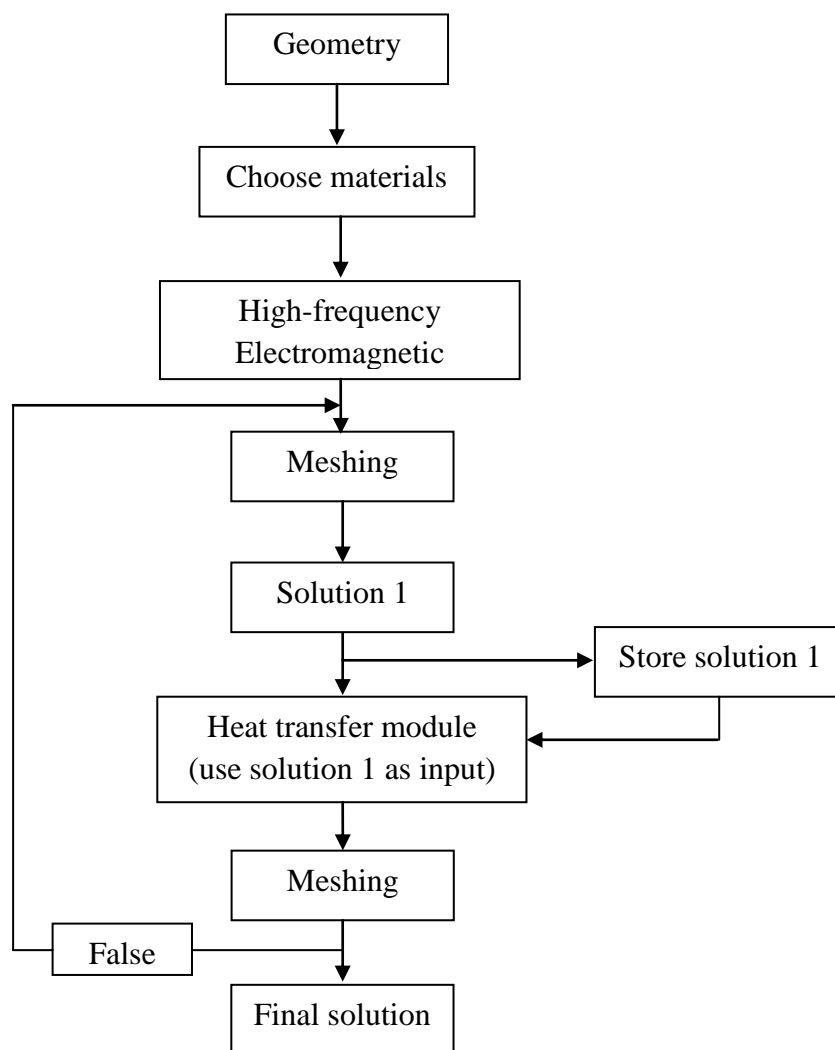 Geometry
Choose materials
High-frequency
Electromagnetic
Meshing
Solution 1
Store solution 1
Heat transfer module
(use solution 1 as input)
Meshing
False
Final solution